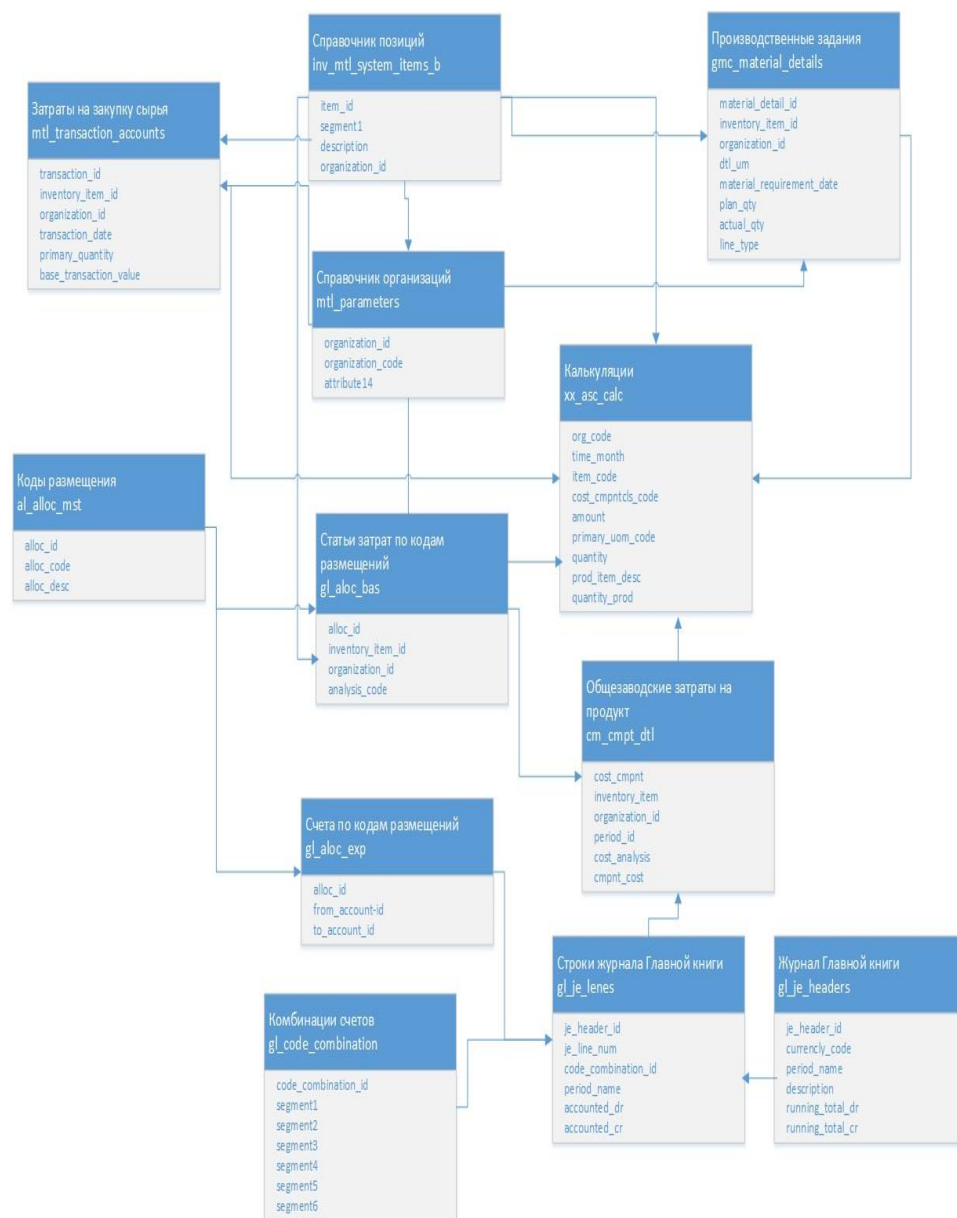 Справочник позиций
inv_mtl_system_items_b
item_id
segment1
description
organization_id
Производственные задания
gmc_material_details
material_detail_id
inventory_item_id
organization_id
dtl_um
material_requirement_date
plan_qty
actual_qty
line_type
Затраты на закупку сырья
mtl_transaction_accounts
transaction_id
inventory_item_id
organization_id
transaction_date
primary_quantity
base_transaction_value
Справочник организаций
mtl_parameters
organization_id
organization_code
attribute14
Калькуляции
xx_asc_calc
org_code
time_month
item_code
cost_cmpntcls_code
amount
primary_uom_code
quantity
prod_item_desc
quantity_prod
Коды размещения
al_alloc_mst
alloc_id
alloc_code
alloc_desc
Статьи затрат по кодам
размещений
gl_aloc_bas
alloc_id
inventory_item_id
organization_id
analysis_code
Общезаводские затраты на
продукт
cm_cmpt_dtl
cost_cmpnt
inventory_item
organization_id
period_id
cost_analysis
cmpnt_cost
Счета по кодам размещений
gl_aloc_exp
alloc_id
from_account-id
to_account_id
Строки журнала Главной книги
gl_je_lenes
je_header_id
je_line_num
code_combination_id
period_name
accounted_dr
accounted_cr
Журнал Главной книги
gl_je_headers
je_header_id
currencly_code
period_name
description
running_total_dr
running_total_cr
Комбинации счетов
gl_code_combination
code_combination_id
segment1
segment2
segment3
segment4
segment5
segment6